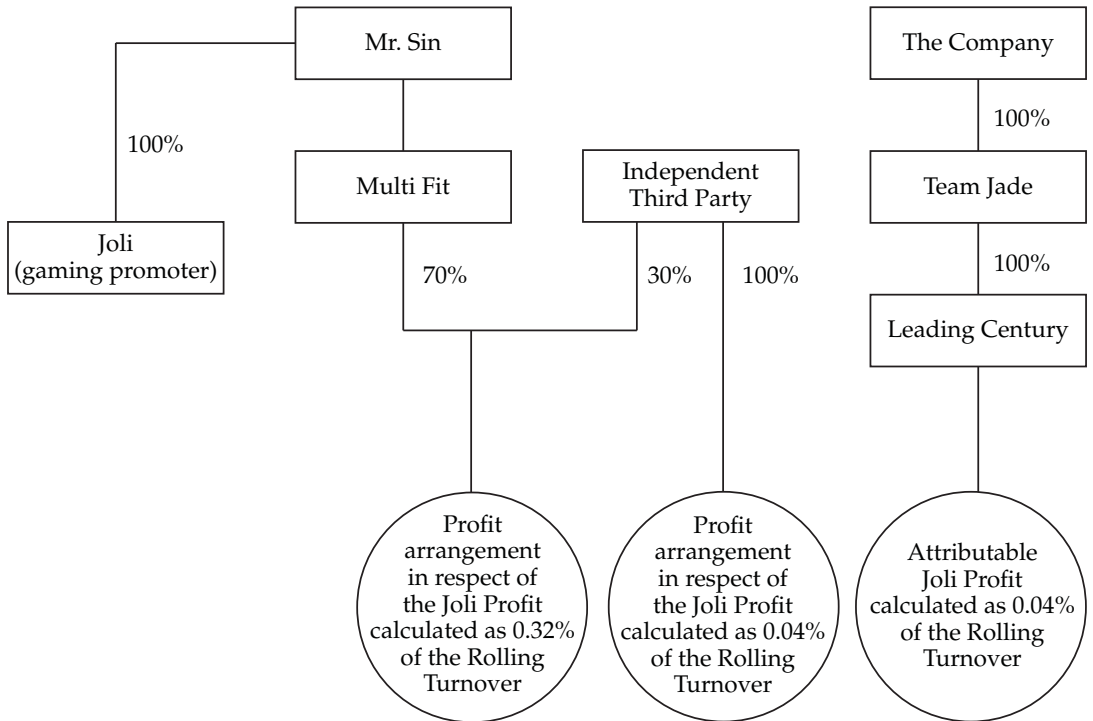 Mr. Sin
The Company
100%
100%
Multi Fit
Independent
Third Party
Team Jade
Joli
(gaming promoter)
70%
30%
100%
100%
Leading Century
Profit
arrangement
in respect of
the Joli Profit
calculated as 0.32%
of the Rolling
Turnover
Profit
arrangement
in respect of
the Joli Profit
calculated as 0.04%
of the Rolling
Turnover
Attributable
Joli Profit
calculated as 0.04%
of the Rolling
Turnover